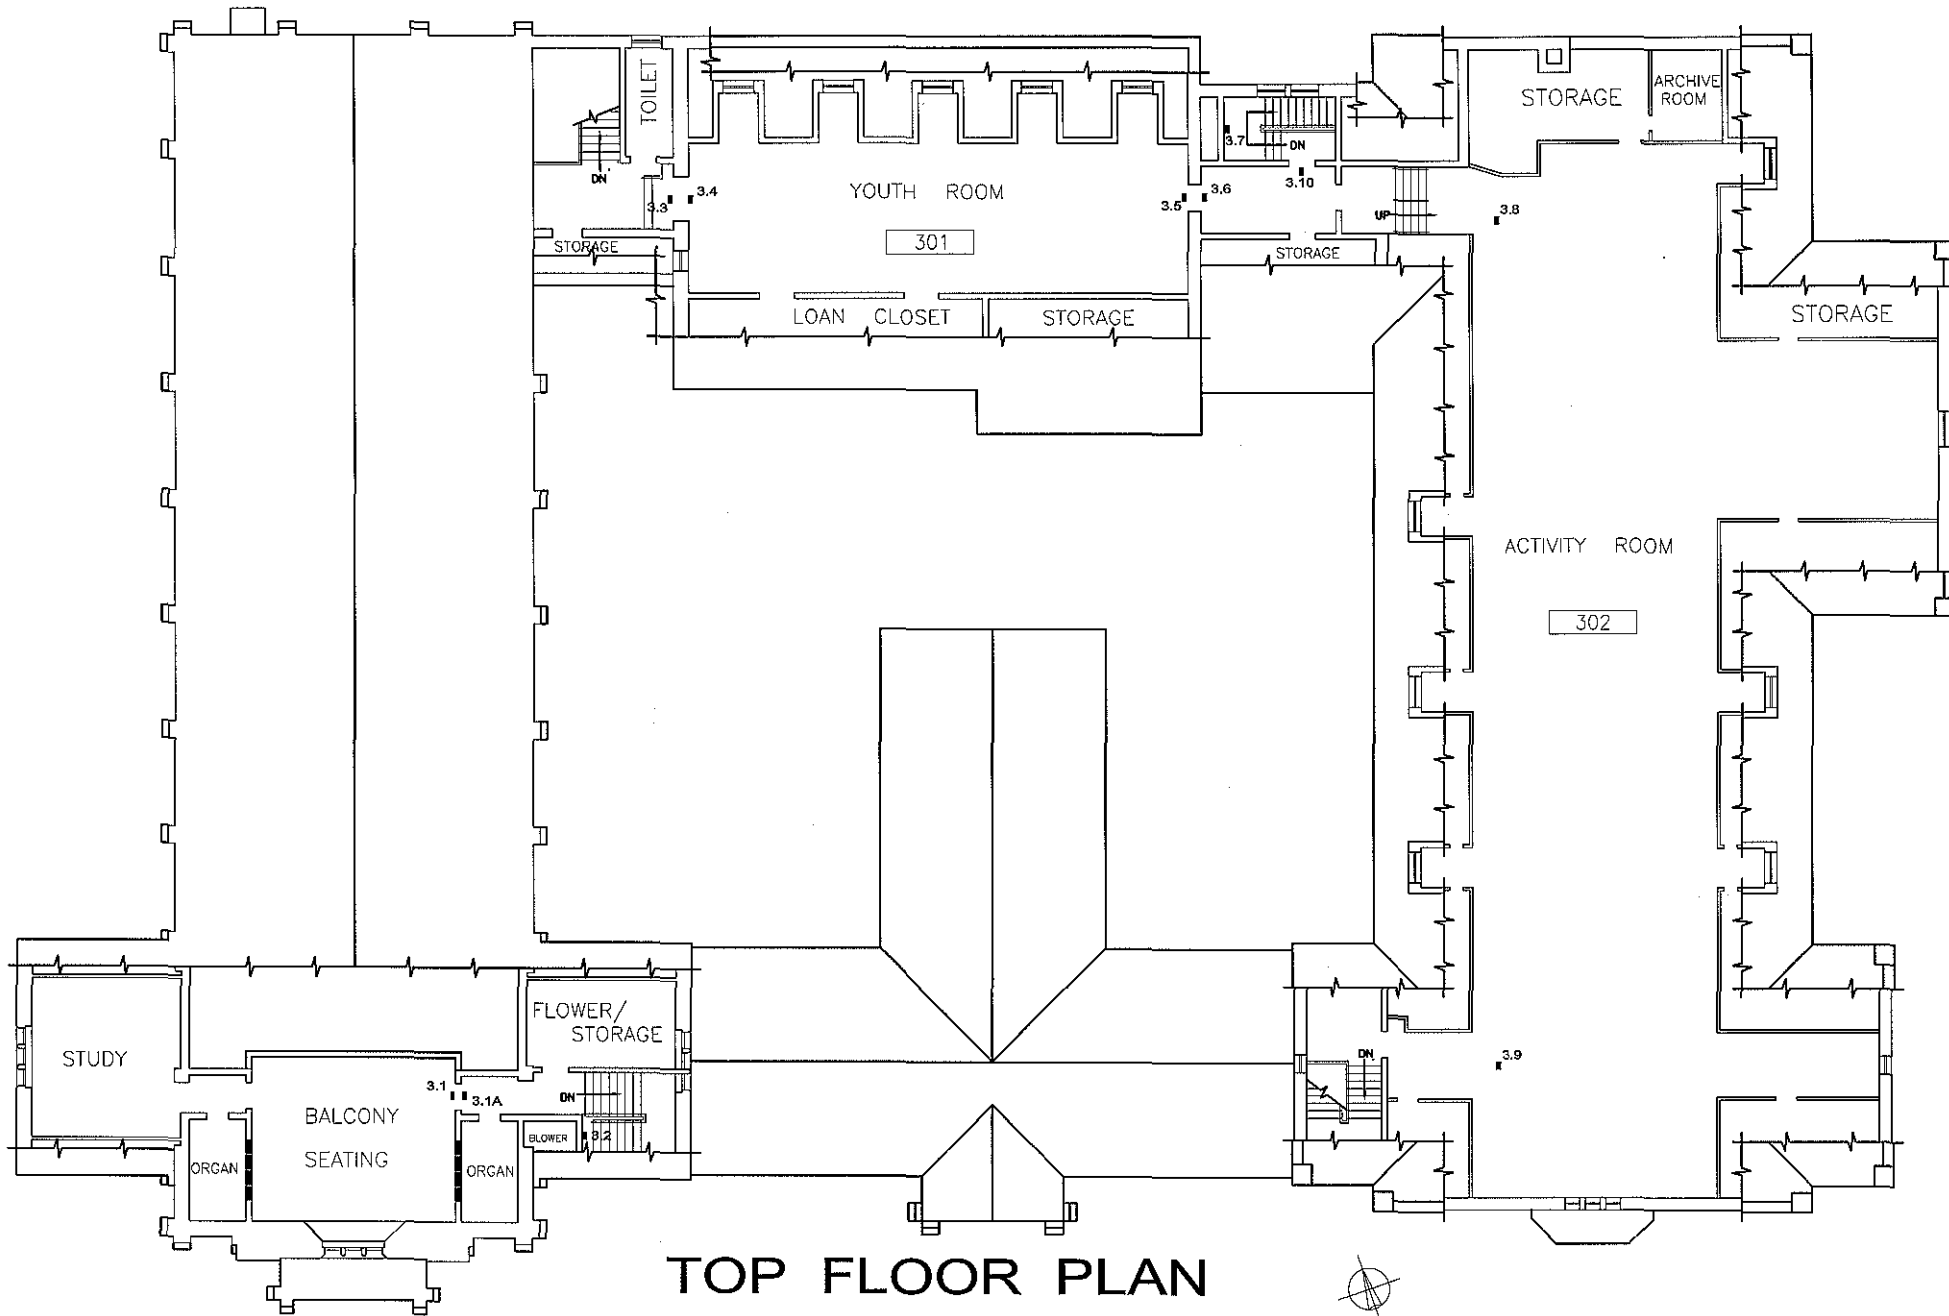 TOILET
STORAGE
ARCHIVE
ROOM
3.7
DN
DN
3.10
3.3
3.4
YOUTH ROOM
3.5
3.6
UP
3.8
301
STORAGE
STORAGE
LOAN CLOSET
STORAGE
STORAGE
ACTIVITY ROOM
302
FLOWER/
STORAGE
STUDY
3.1
3.1A
DN
DN
3.9
BALCONY
SEATING
BLOWER
3.2
ORGAN
ORGAN
TOP FLOOR PLAN